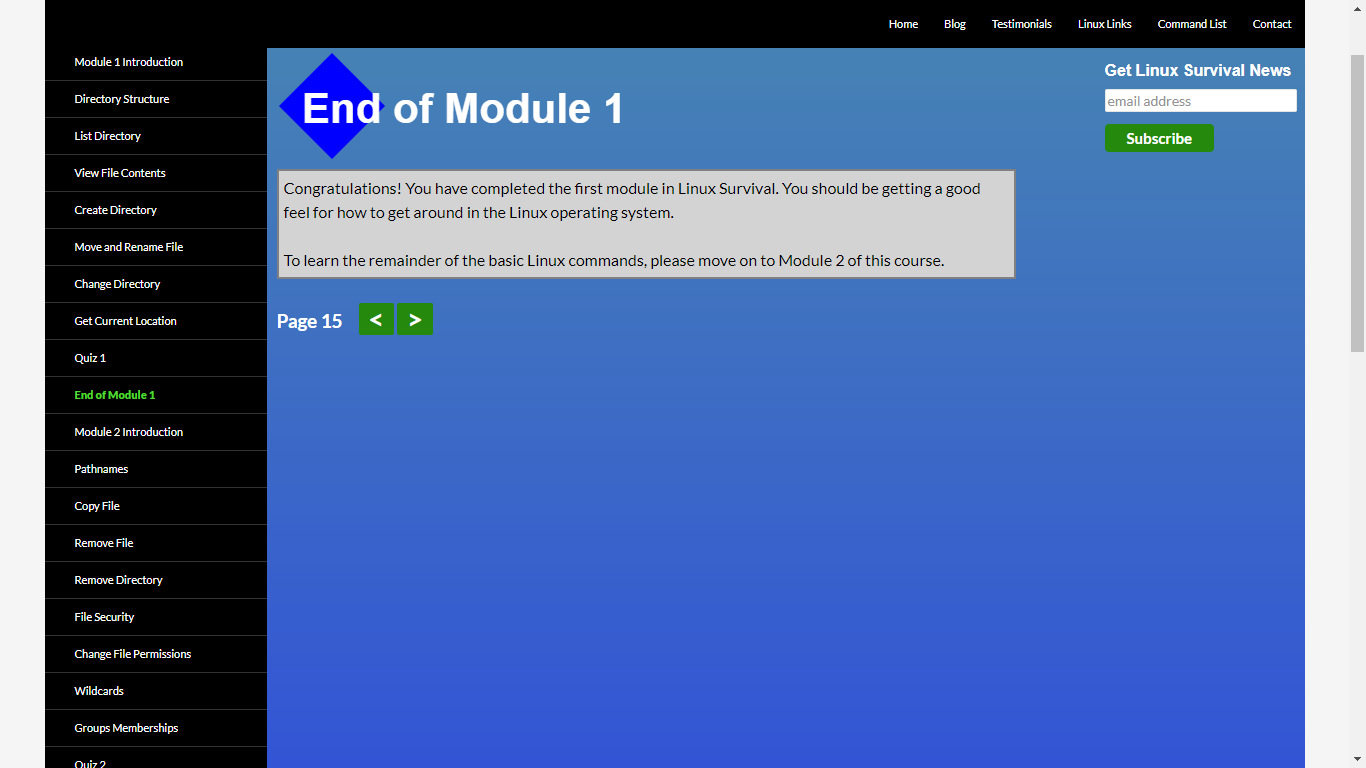 Home Blog Testimonials Linux Links Command List Contact
Module 1 Introduction
Directory Structure
List Directory
View File Contents
Create Directory
Move and Rename File
Change Directory
Get Current Location
Quiz 1
End of Module 1
Module 2 Introduction
Pathnames
Copy File
Remove File
Remove Directory
File Security
Change File Permissions
Wildcards
Groups Memberships
Quiz 2
End of Module 1
Congratulations! You have completed the first module in Linux Survival. You should be getting a good
feel for how to get around in the Linux operating system.
To learn the remainder of the basic Linux commands, please move on to Module 2 of this course.
Page 15 < >
Get Linux Survival News
email address
Subscribe